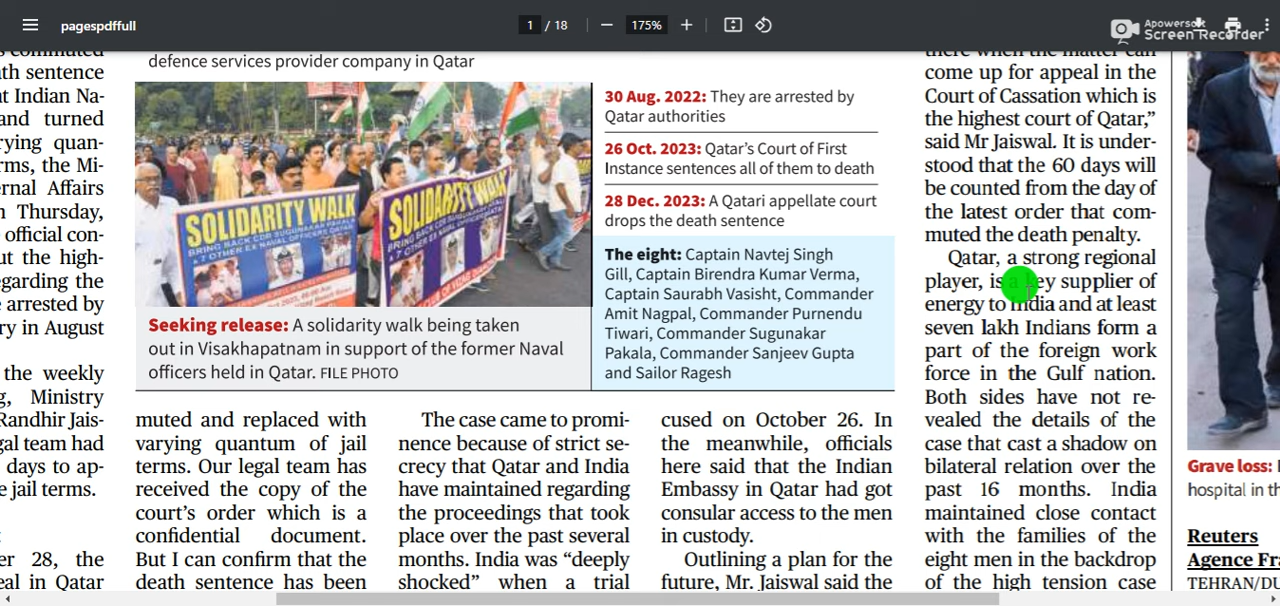 pagespdffull
1 / 18
175%
Apowersoft
Screen Recorder
defence services provider company in Qatar
SOLIDARITY WALK
SOLIDARITY WALK
Seeking release: A solidarity walk being taken
out in Visakhapatnam in support of the former Naval
officers held in Qatar. FILE PHOTO
30 Aug. 2022: They are arrested by
Qatar authorities
26 Oct. 2023: Qatar's Court of First
Instance sentences all of them to death
28 Dec. 2023: A Qatari appellate court
drops the death sentence
The eight: Captain Navtej Singh
Gill, Captain Birendra Kumar Verma,
Captain Saurabh Vasisht, Commander
Amit Nagpal, Commander Purnendu
Tiwari, Commander Sugunakar
Pakala, Commander Sanjeev Gupta
and Sailor Ragesh
th sentence
t Indian Na-
and turned
rying quan-
rms, the Mi-
ernal Affairs
n Thursday,
official con-
ut the high-
egarding the
e arrested by
ry in August
the weekly
g, Ministry
Randhir Jais-
gal team had
days to ap-
e jail terms.
er 28, the
eal in Qatar
muted and replaced with
varying quantum of jail
terms. Our legal team has
received the copy of the
court's order which is a
confidential document.
But I can confirm that the
death sentence has been
The case came to promi-
nence because of strict se-
crecy that Qatar and India
have maintained regarding
the proceedings that took
place over the past several
months. India was "deeply
shocked" when a trial
cused on October 26. In
the meanwhile, officials
here said that the Indian
Embassy in Qatar had got
consular access to the men
in custody.
Outlining a plan for the
future, Mr. Jaiswal said the
there when the matter can
come up for appeal in the
Court of Cassation which is
the highest court of Qatar,"
said Mr Jaiswal. It is under-
stood that the 60 days will
be counted from the day of
the latest order that com-
muted the death penalty.
Qatar, a strong regional
player, is a key supplier of
energy to India and at least
seven lakh Indians form a
part of the foreign work
force in the Gulf nation.
Both sides have not re-
vealed the details of the
case that cast a shadow on
bilateral relation over the
past 16 months. India
maintained close contact
with the families of the
eight men in the backdrop
of the high tension case
Grave loss:
hospital in th
Reuters
Agence Fr
TEHRAN/DU